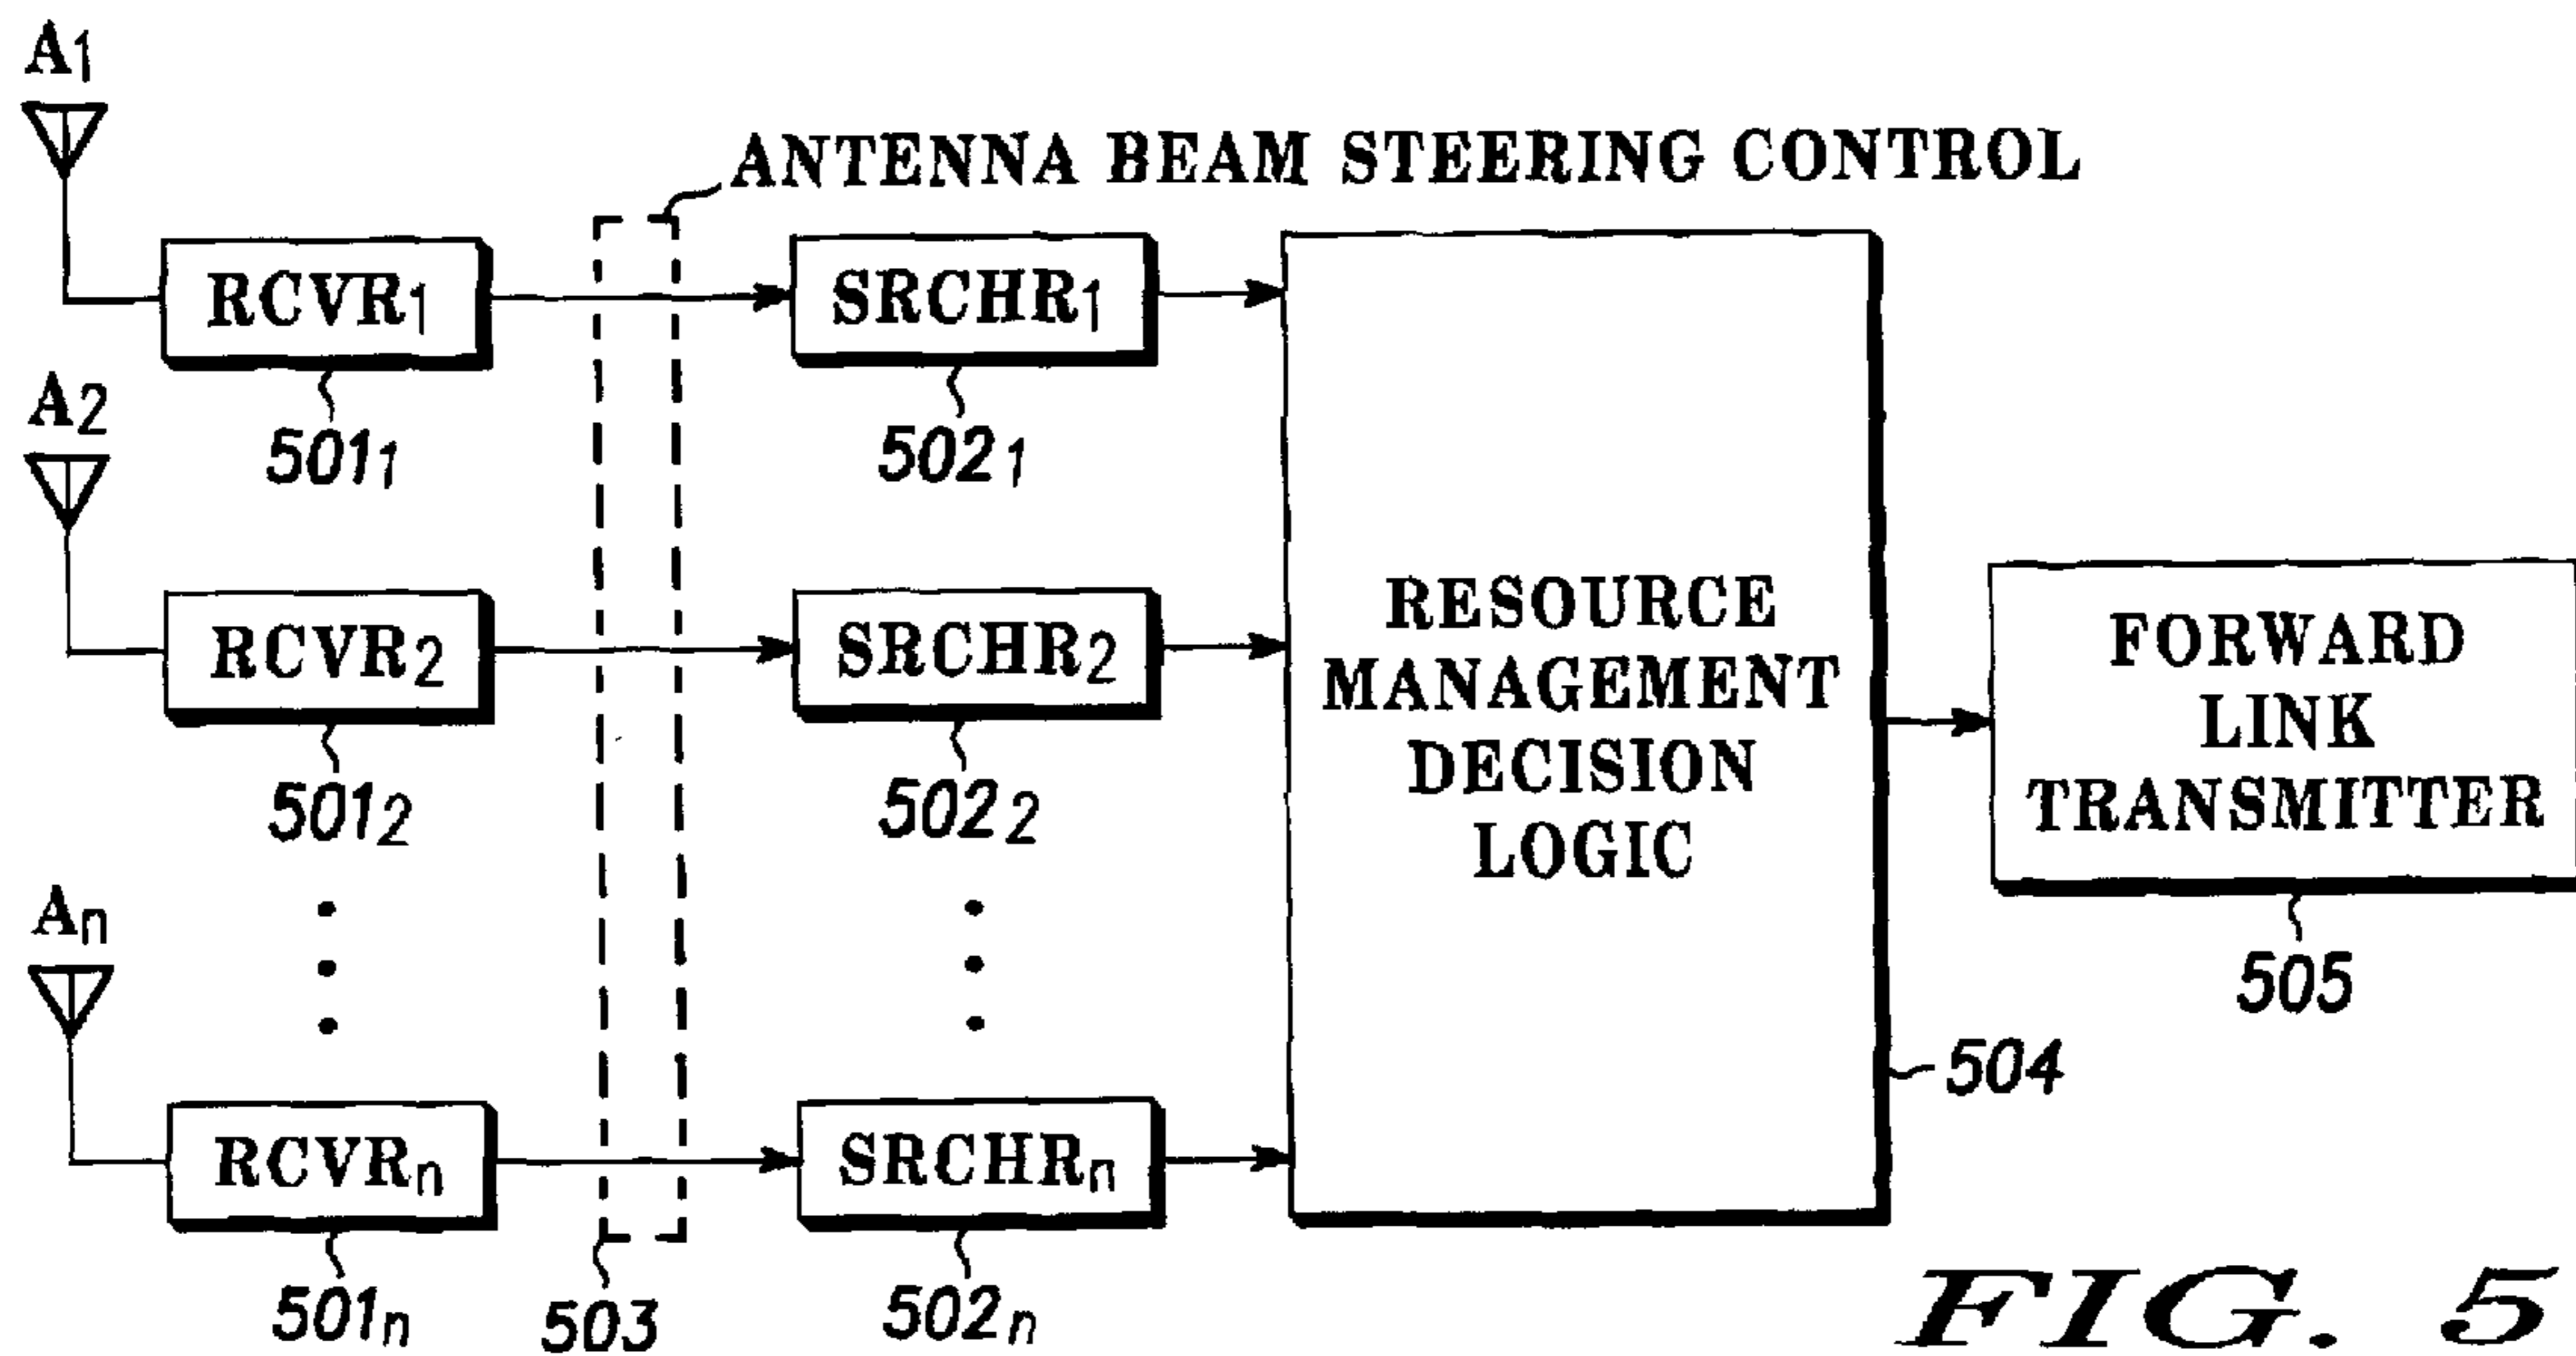 A1
ANTENNA BEAM STEERING CONTROL
RCVR1
SRCHR1
5011
5021
A2
RCVR2
SRCHR2
5012
5022
RESOURCE
MANAGEMENT
DECISION
LOGIC
FORWARD
LINK
TRANSMITTER
505
504
An
RCVRn
SRCHRn
501n
503
502n
FIG. 5